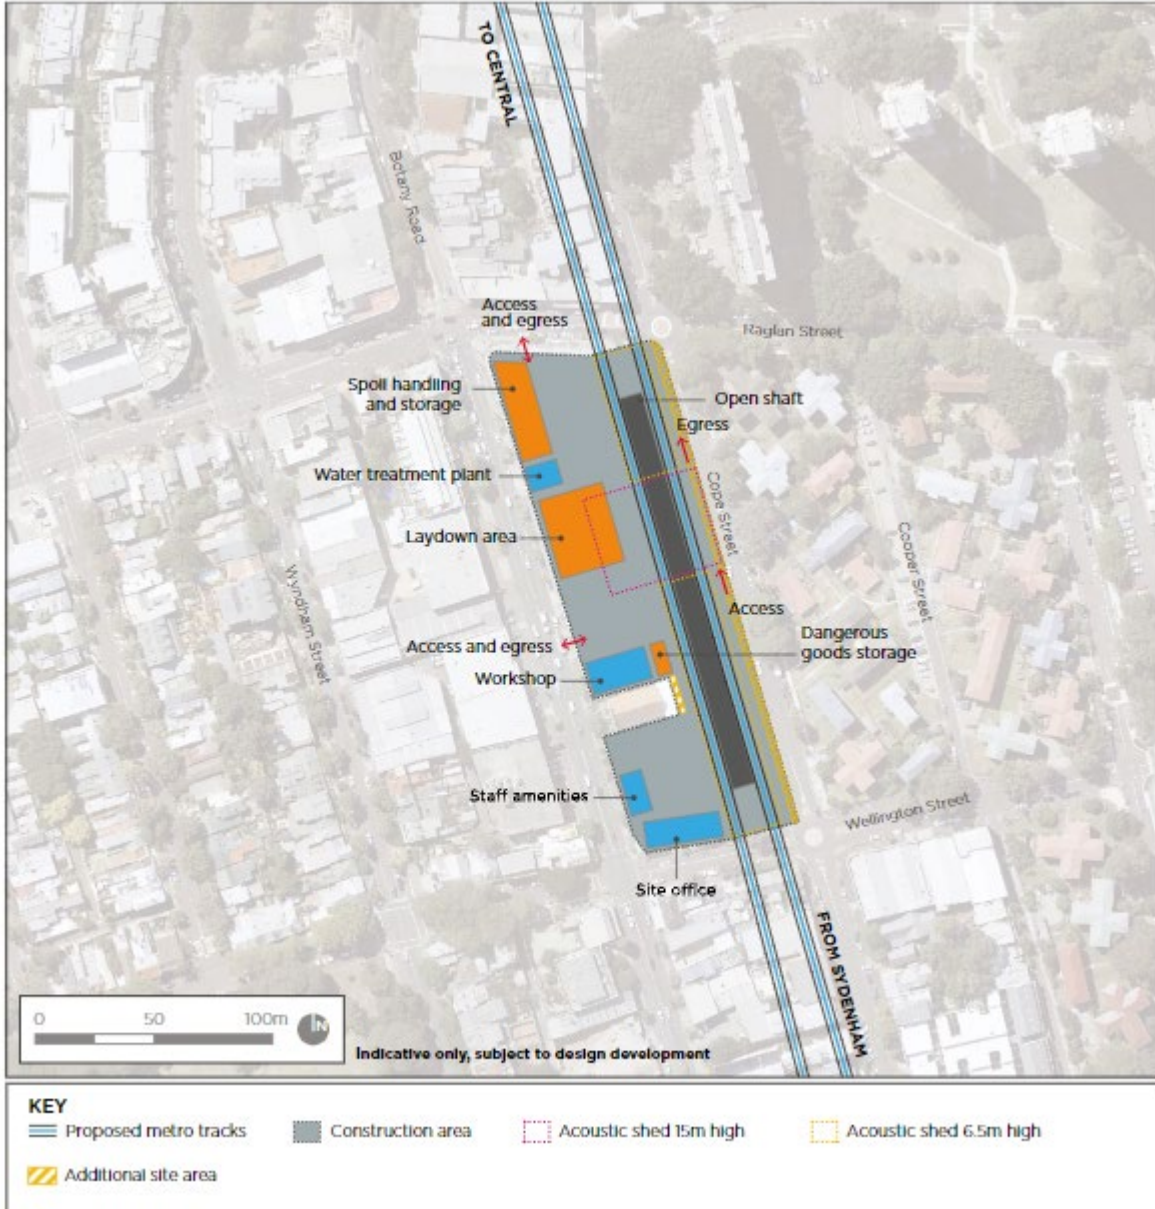 TO CENTRAL
Botany Road
Access
and egress
Raglan Street
Spoil handling
and storage
Open shaft
Egress
Water treatment plant
Cope Street
Laydown area
Cooper Street
Wyndham Street
Access
Dangerous
goods storage
Access and egress
Workshop
Staff amenities
Wellington Street
Site office
FROM SYDENHAM
0 50 100m
N
Indicative only, subject to design development
KEY
Proposed metro tracks
Construction area
Acoustic shed 15m high
Acoustic shed 6.5m high
Additional site area